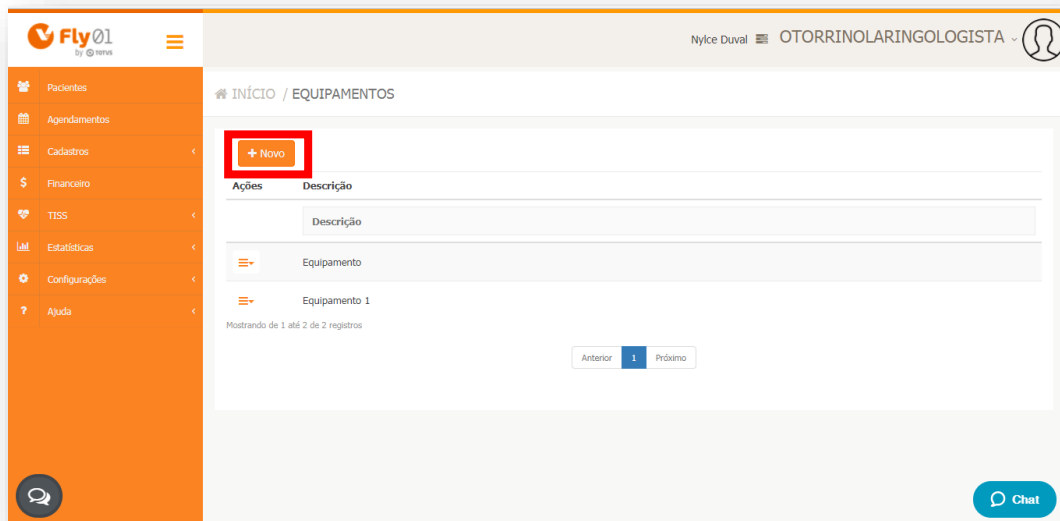 Fly01
by TOTVS
Nylce Duval
OTORRINOLARINGOLOGISTA
Pacientes
Agendamentos
Cadastros
Financeiro
TISS
Estatísticas
Configurações
Ajuda
INÍCIO / EQUIPAMENTOS
+ Novo
Ações Descrição
Descrição
Equipamento
Equipamento 1
Mostrando de 1 até 2 de 2 registros
Anterior 1 Próximo
Chat